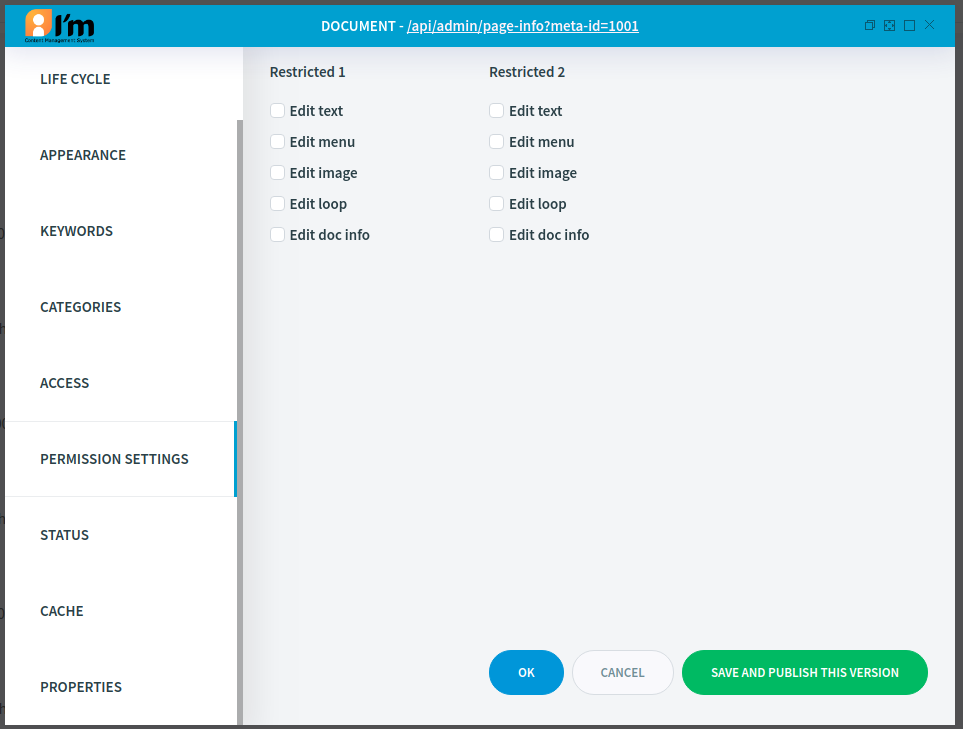 I'm
Content Management System
DOCUMENT - /api/admin/page-info?meta-id=1001
LIFE CYCLE
APPEARANCE
KEYWORDS
CATEGORIES
ACCESS
PERMISSION SETTINGS
STATUS
CACHE
PROPERTIES
Restricted 1
Edit text
Edit menu
Edit image
Edit loop
Edit doc info
Restricted 2
Edit text
Edit menu
Edit image
Edit loop
Edit doc info
OK
CANCEL
SAVE AND PUBLISH THIS VERSION